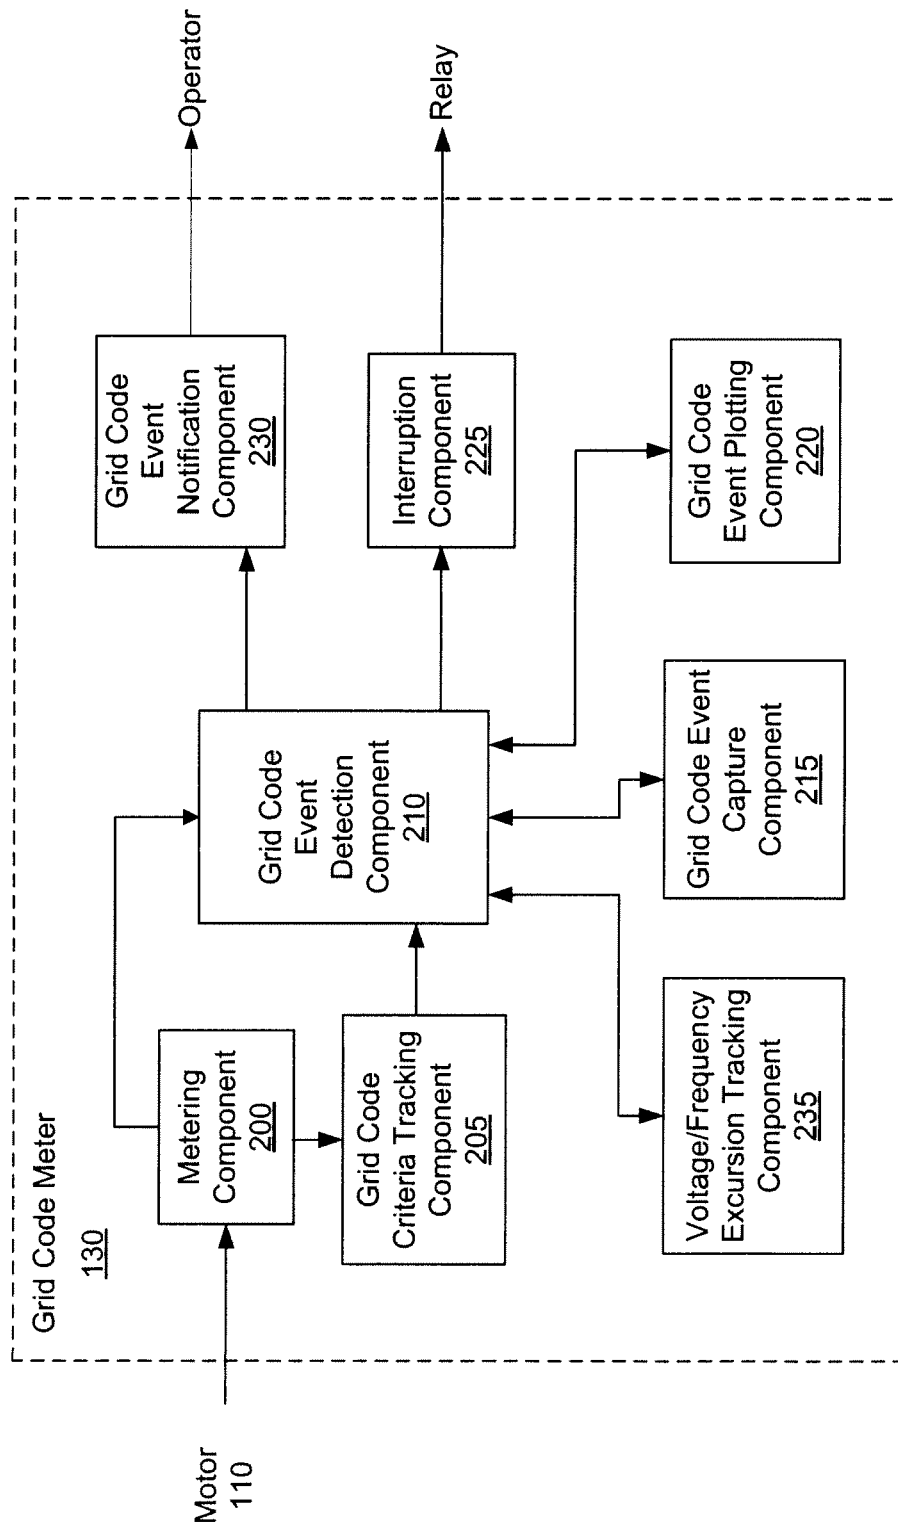 Grid Code Meter
130
Motor
110
Metering
Component
200
Grid Code
Criteria Tracking
Component
205
Voltage/Frequency
Excursion Tracking
Component
235
Grid Code
Event
Detection
Component
210
Grid Code Event
Capture
Component
215
Grid Code
Event
Notification
Component
230
Interruption
Component
225
Grid Code
Event Plotting
Component
220
Operator
Relay